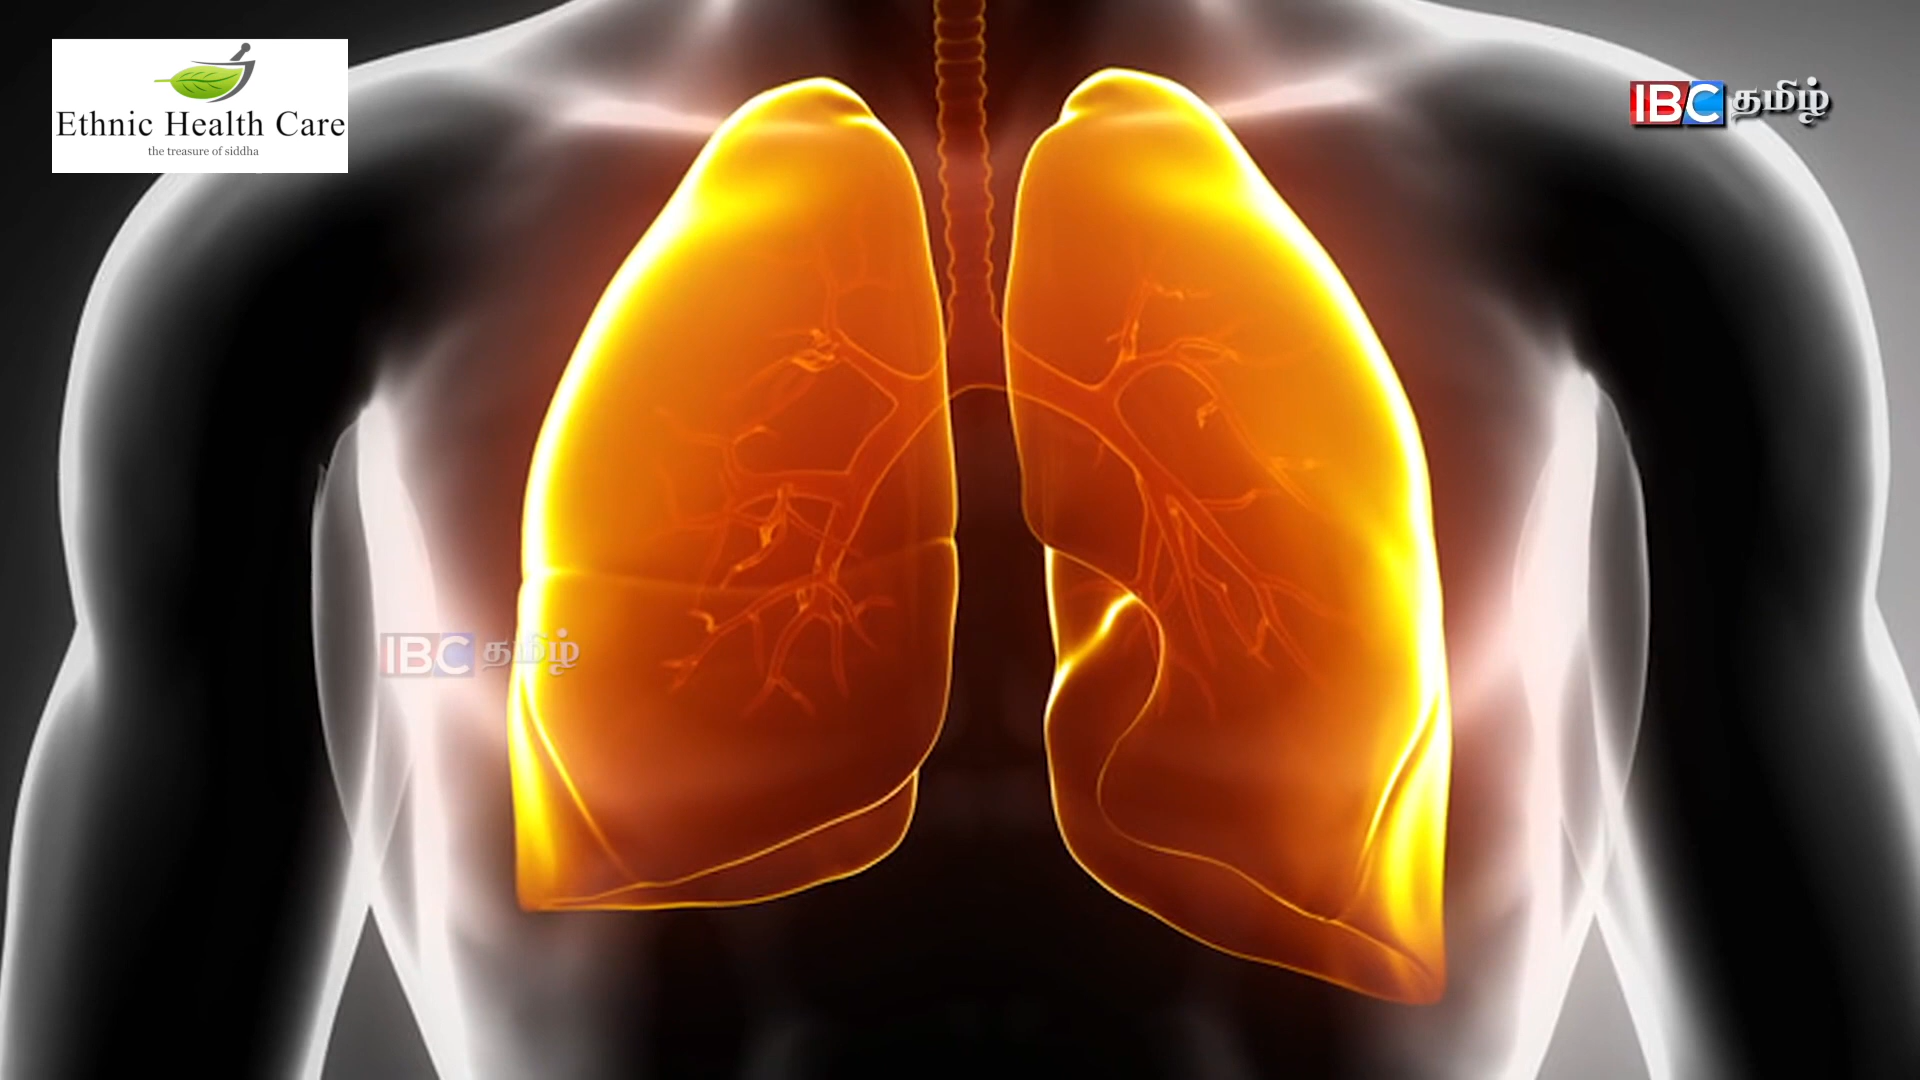 Ethnic Health Care
the treasure of siddha
IBC தமிழ்
IBC தமிழ்